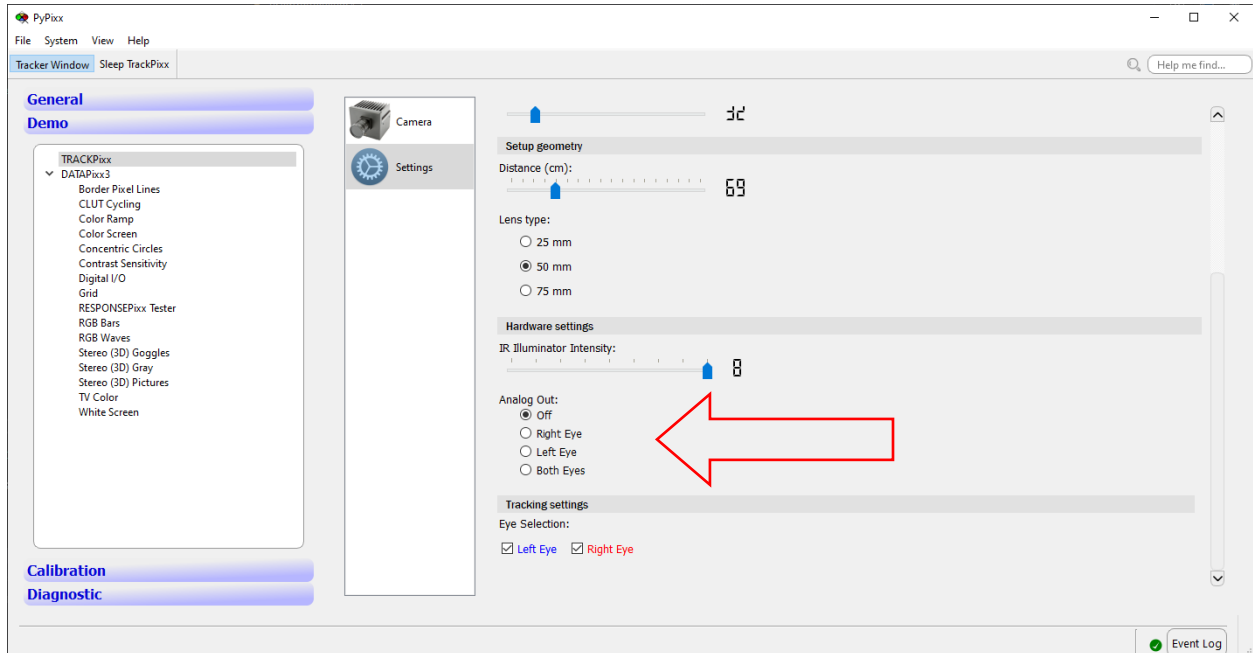 PyPixx
File System View Help
Tracker Window Sleep TrackPixx
Help me find...
General
Demo
TRACKPixx
DATAPixx3
Border Pixel Lines
CLUT Cycling
Color Ramp
Color Screen
Concentric Circles
Contrast Sensitivity
Digital I/O
Grid
RESPONSEPixx Tester
RGB Bars
RGB Waves
Stereo (3D) Goggles
Stereo (3D) Gray
Stereo (3D) Pictures
TV Color
White Screen
Calibration
Diagnostic
Camera
Settings
Setup geometry
Distance (cm):
69
Lens type:
25 mm
50 mm
75 mm
Hardware settings
IR Illuminator Intensity:
8
Analog Out:
Off
Right Eye
Left Eye
Both Eyes
Tracking settings
Eye Selection:
Left Eye Right Eye
Event Log